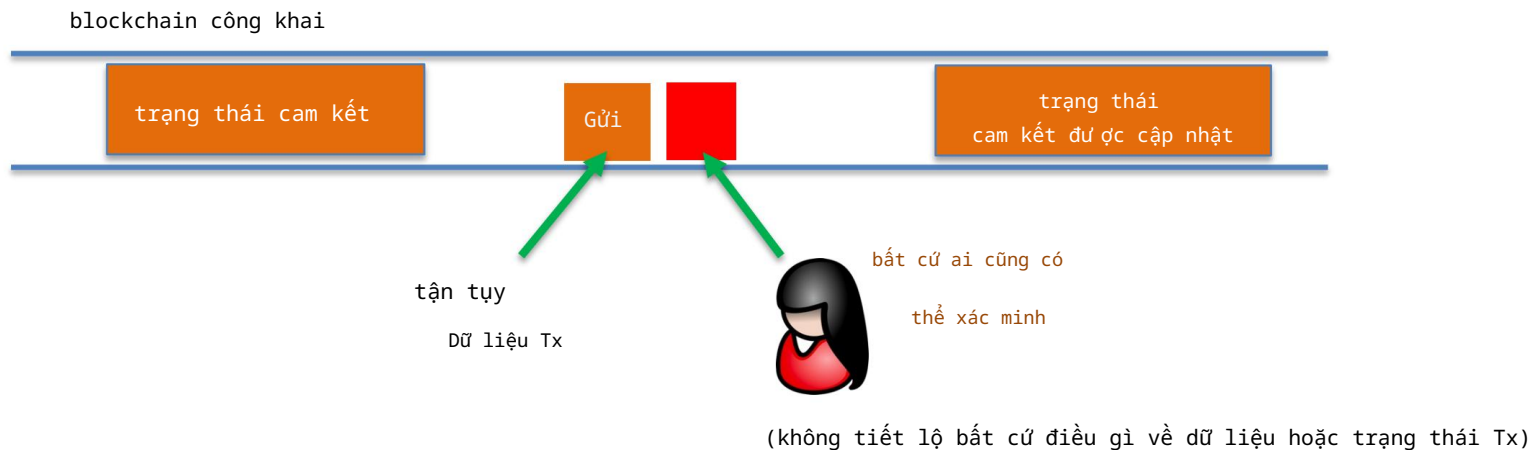 blockchain công khai
trạng thái cam kết
Gửi
trạng thái
cam kết đư ợc cập nhật
bất cứ ai cũng có
thể xác minh
tận tụy
Dữ liệu Tx
(không tiết lộ bất cứ điều gì về dữ liệu hoặc trạng thái Tx)